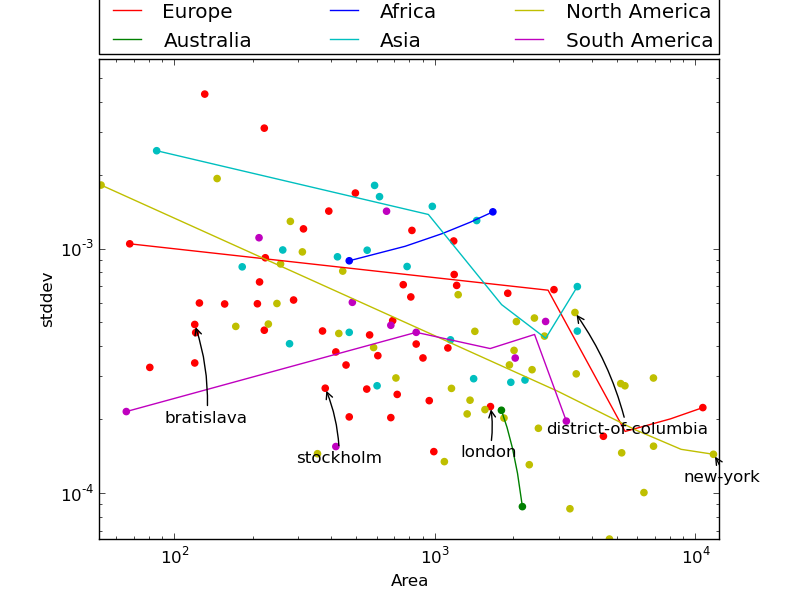 Europe Africa North America
Australia Asia South America
10^-3
stddev
bratislava
district-of-columbia
stockholm
london
new-york
10^-4
10^2 10^3 10^4
Area